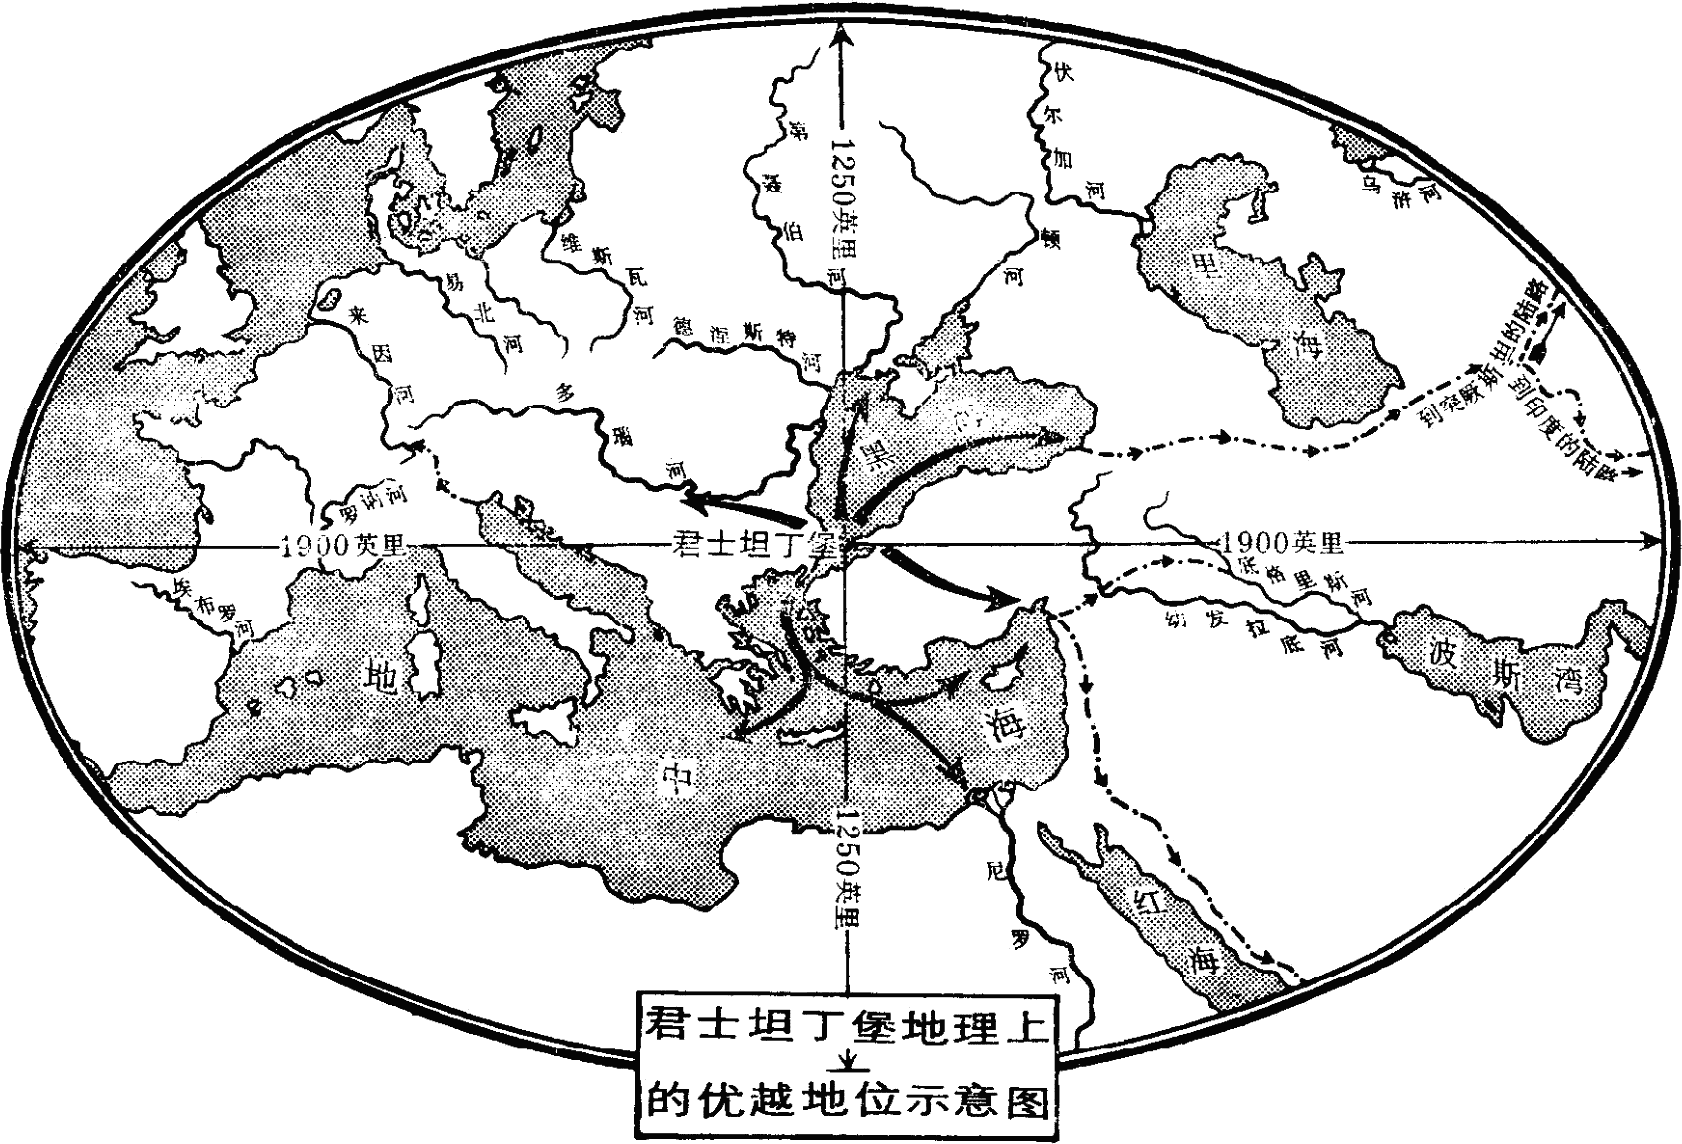 伏尔加河
乌浒河
第聂伯河
1250英里
顿河
维斯瓦河
易北河
来因河
德涅斯特河
里海
多瑙河
黑海
到突厥斯坦的陆路
到印度的陆路
罗讷河
1900英里
君士坦丁堡
1900英里
埃布罗河
底格里斯河
幼发拉底河
波斯湾
地中海
1250英里
尼罗河
红海
君士坦丁堡地理上
的优越地位示意图